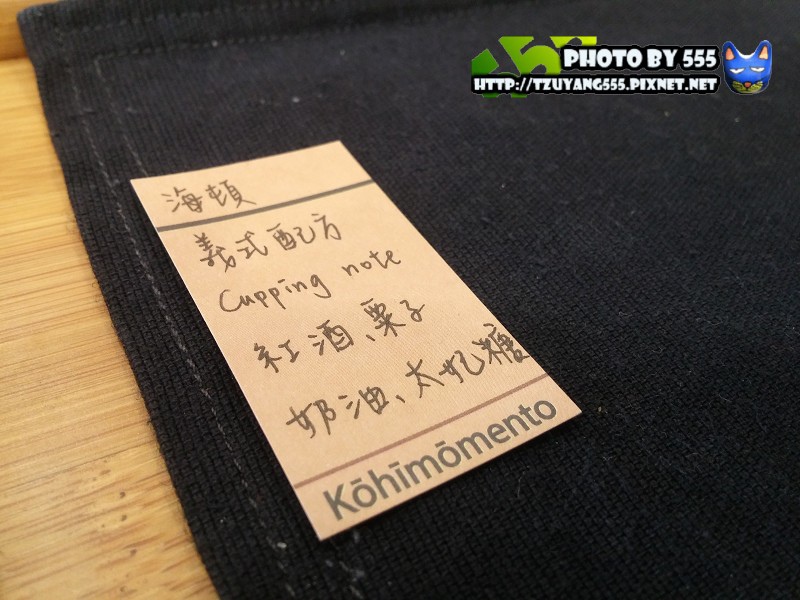 555
PHOTO BY 555
HTTP://TZUYANG555.PIXNET.NET
海頓
義式配方
Cupping note
紅酒、栗子
奶油、太妃糖
Kōhīmōmento